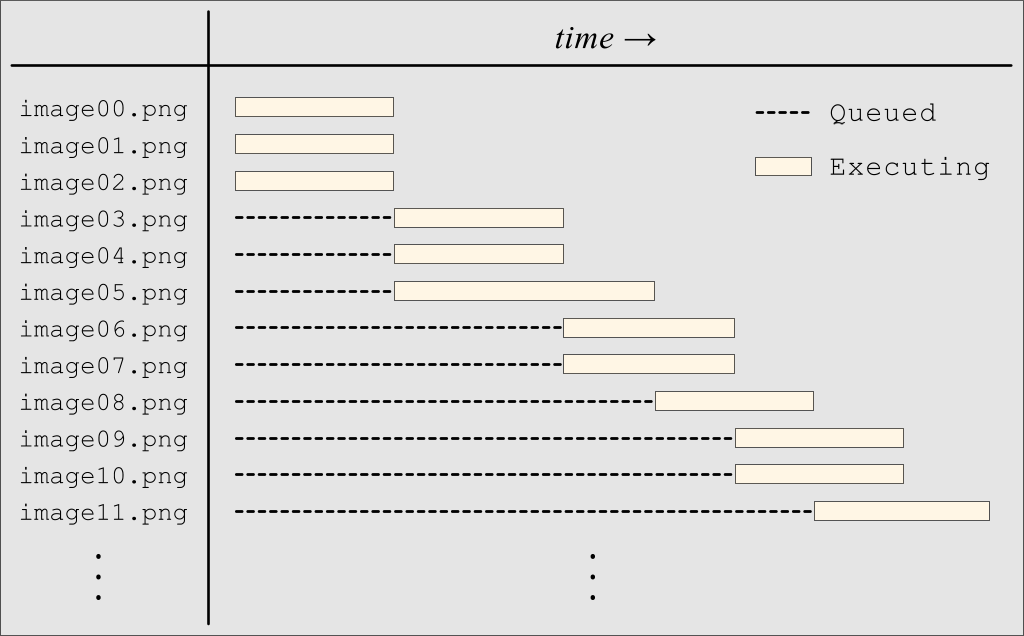 time →
image00.png
image01.png
image02.png
image03.png
image04.png
image05.png
image06.png
image07.png
image08.png
image09.png
image10.png
image11.png
Queued
Executing